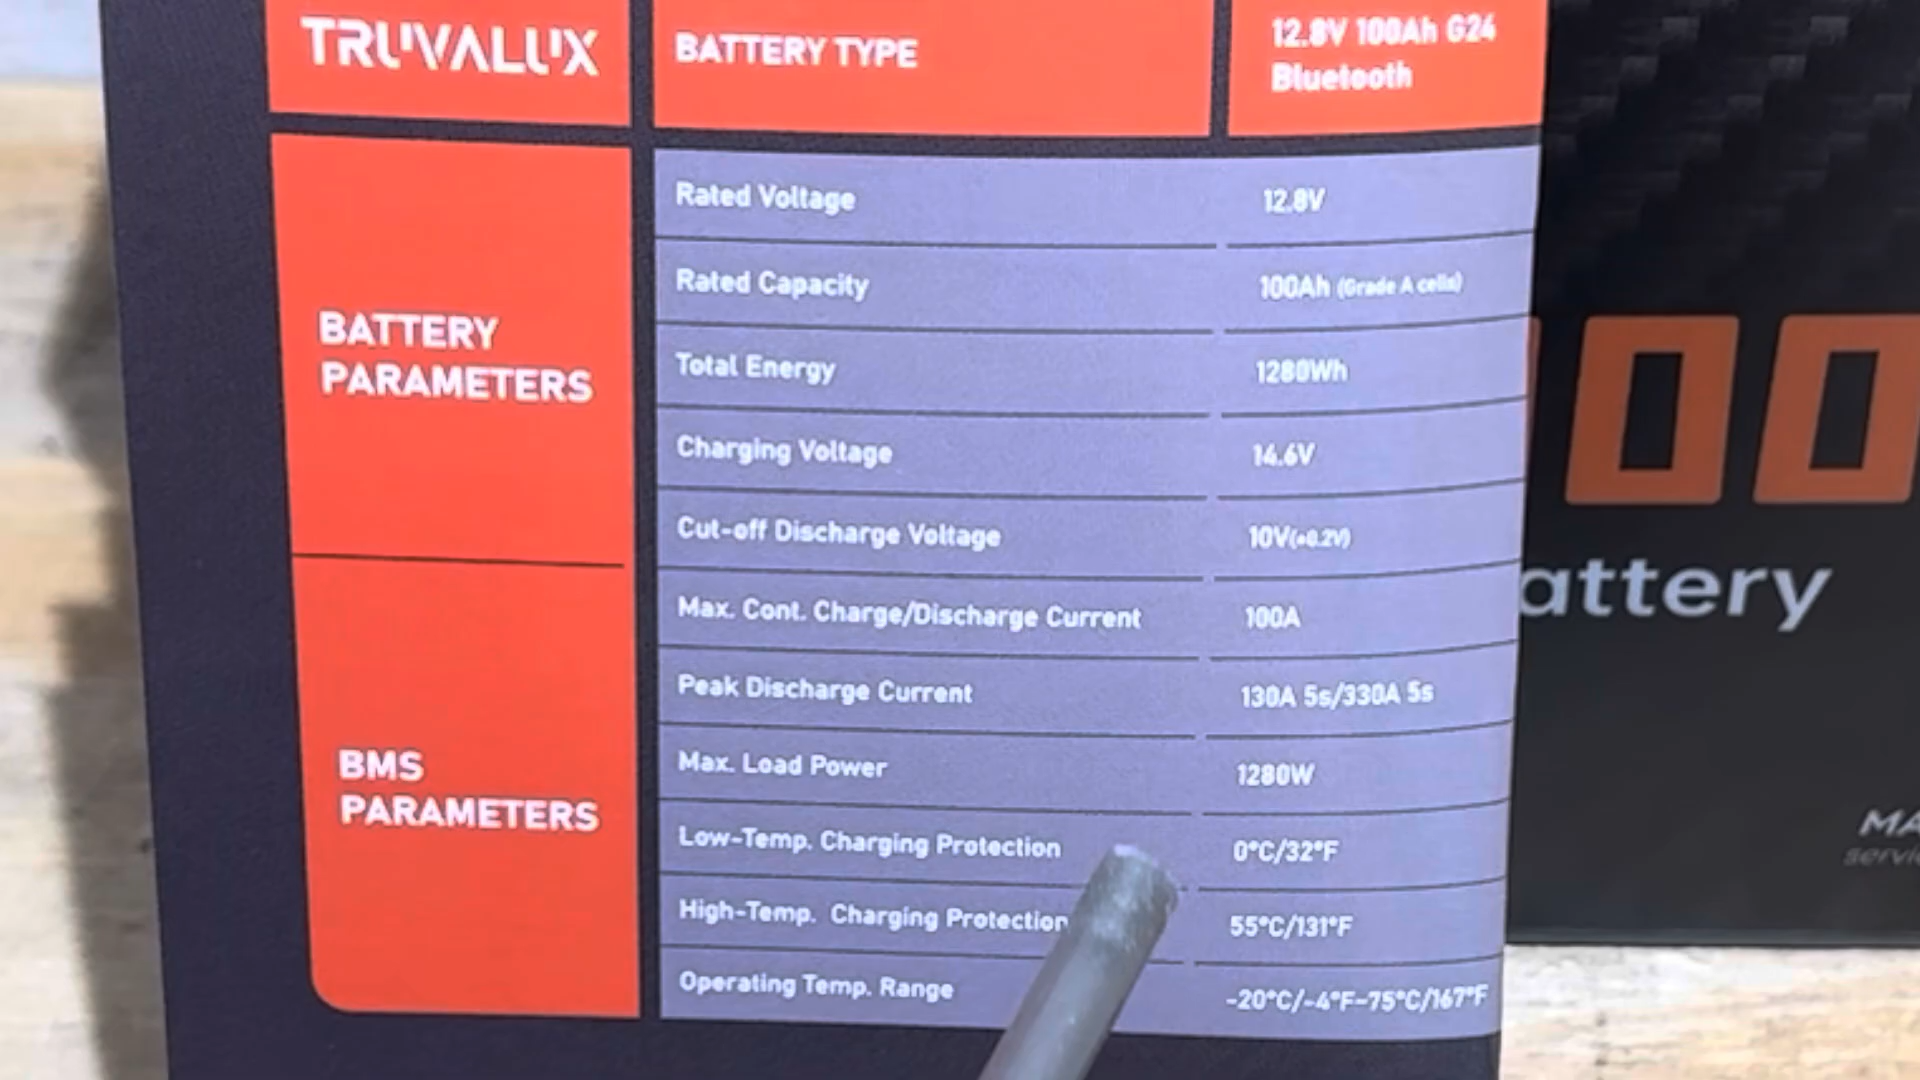 TRUVALUX
BATTERY TYPE
12.8V 100Ah G24
Bluetooth
BATTERY
PARAMETERS
Rated Voltage 12.8V
Rated Capacity 100Ah (Grade A cells)
Total Energy 1280Wh
Charging Voltage 14.6V
Cut-off Discharge Voltage 10V(±0.2V)
BMS
PARAMETERS
Max. Cont. Charge/Discharge Current 100A
Peak Discharge Current 130A 5s/330A 5s
Max. Load Power 1280W
Low-Temp. Charging Protection 0°C/32°F
High-Temp. Charging Protection 55°C/131°F
Operating Temp. Range -20°C/-4°F-75°C/167°F
00
attery
MA
servic